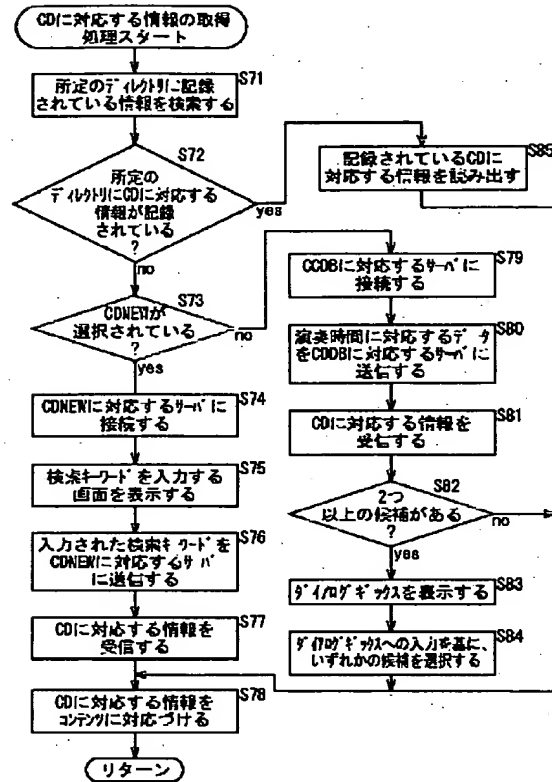 CDに対応する情報の取得
処理スタート
S71
所定のディレクトリに記録
されている情報を検索する
S72
所定の
ディレクトリにCDに対応する
情報が記録
されている
?
yes
no
S85
記録されているCDに
対応する情報を読み出す
S73
CDNEWが
選択されている
?
no
yes
S74
CDNEWに対応するサーバに
接続する
S75
検索キーワードを入力する
画面を表示する
S76
入力された検索キーワードを
CDNEWに対応するサーバ
に送信する
S77
CDに対応する情報を
受信する
S78
CDに対応する情報を
コンテンツに対応づける
リターン
S79
CCDBに対応するサーバに
接続する
S80
演奏時間に対応するデータ
をCDDBに対応するサーバに
送信する
S81
CDに対応する情報を
受信する
S82
2つ
以上の候補がある
?
no
yes
S83
ダイアログボックスを表示する
S84
ダイアログボックスへの入力を基に、
いずれかの候補を選択する